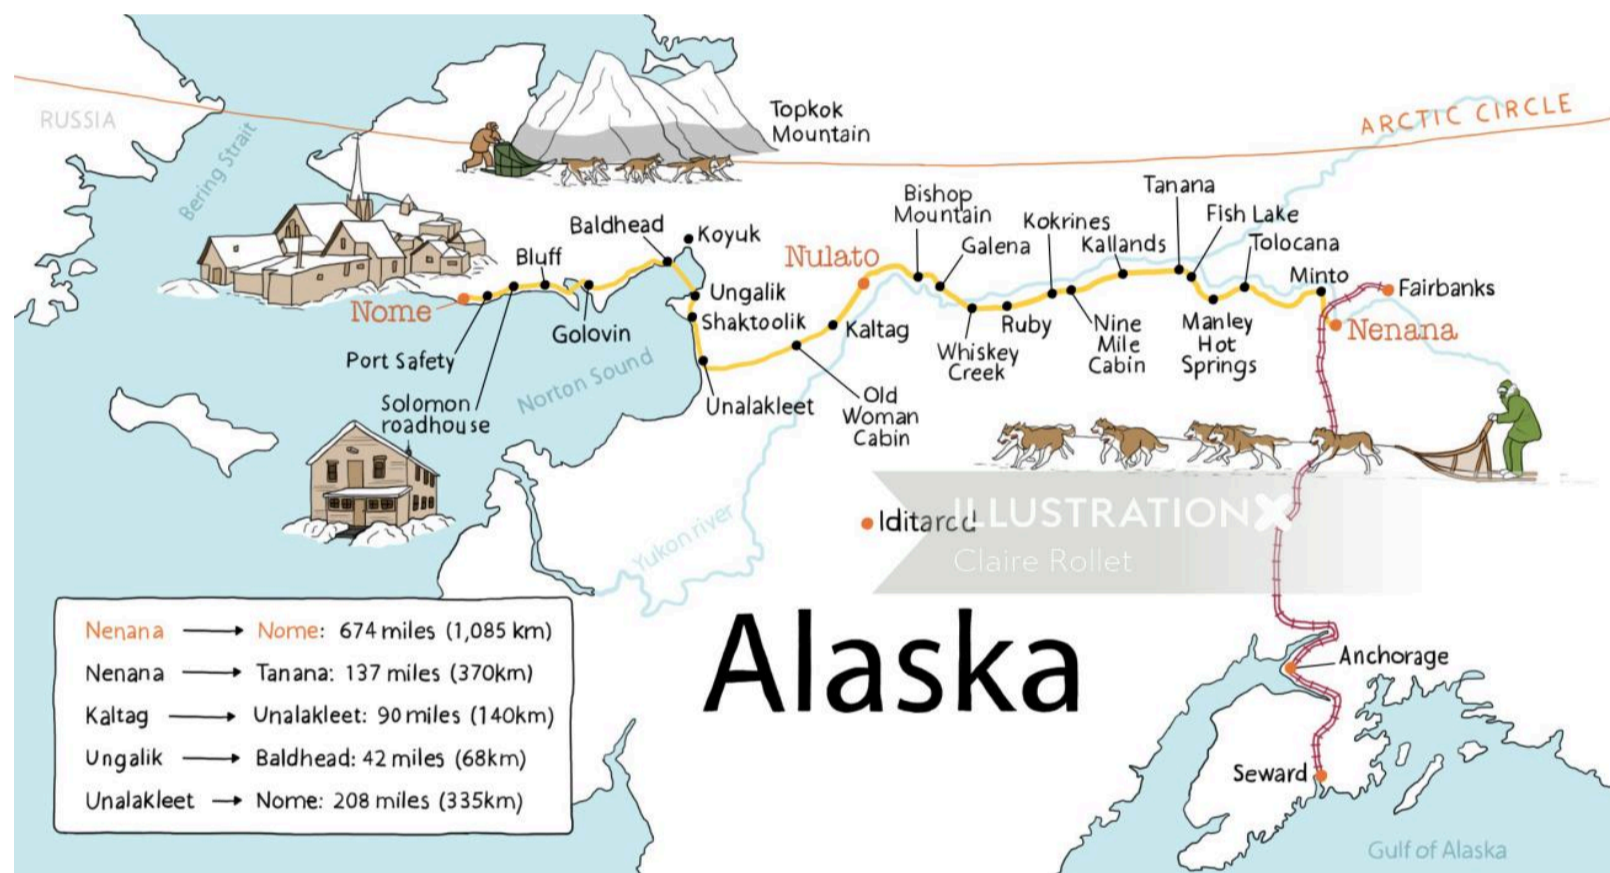 RUSSIA
Bering Strait
Topkok
Mountain
ARCTIC CIRCLE
Tanana
Bishop
Mountain
Kokrines
Fish Lake
Baldhead
Koyuk
Galena
Kallands
Tolocana
Bluff
Nulato
Minto
Fairbanks
Nome
Ungalik
Shaktoolik
Golovin
Kaltag
Ruby
Nine
Mile
Cabin
Manley
Hot
Springs
Nenana
Port Safety
Whiskey
Creek
Norton Sound
Solomon
roadhouse
Unalakleet
Old
Woman
Cabin
Iditarod
ILLUSTRATIONX
Claire Rollet
Yukon river
Alaska
Nenana → Nome: 674 miles (1,085 km)
Nenana → Tanana: 137 miles (370km)
Kaltag → Unalakleet: 90 miles (140km)
Ungalik → Baldhead: 42 miles (68km)
Unalakleet → Nome: 208 miles (335km)
Anchorage
Seward
Gulf of Alaska